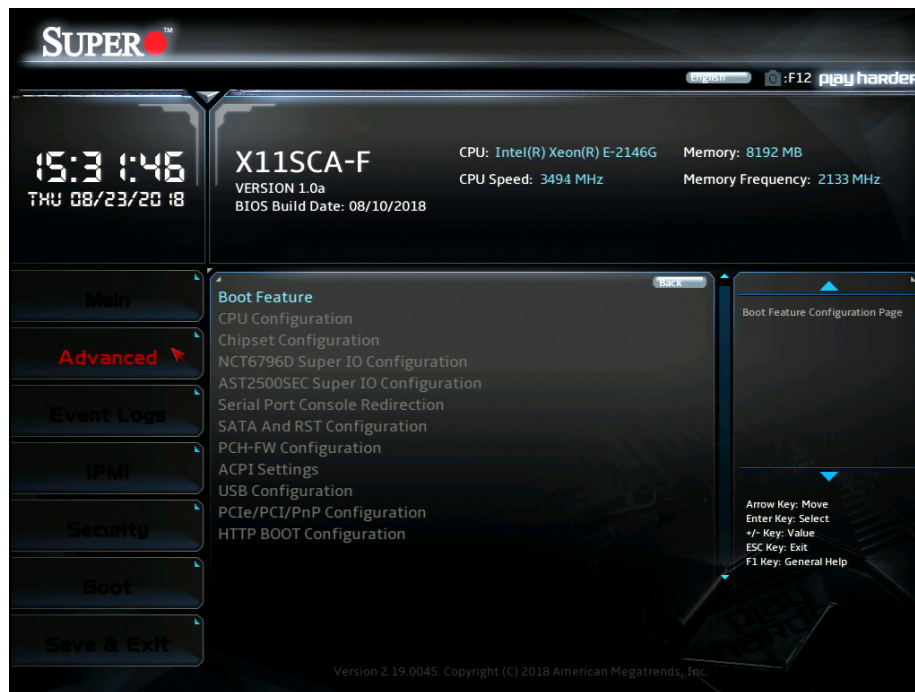 SUPER™
English :F12 play harder
15:31:46
THU 08/23/2018
X11SCA-F
VERSION 1.0a
BIOS Build Date: 08/10/2018
CPU: Intel(R) Xeon(R) E-2146G
CPU Speed: 3494 MHz
Memory: 8192 MB
Memory Frequency: 2133 MHz
Main
Advanced
Event Logs
IPMI
Security
Boot
Save & Exit
Back
Boot Feature
CPU Configuration
Chipset Configuration
NCT6796D Super IO Configuration
AST2500SEC Super IO Configuration
Serial Port Console Redirection
SATA And RST Configuration
PCH-FW Configuration
ACPI Settings
USB Configuration
PCIe/PCI/PnP Configuration
HTTP BOOT Configuration
Boot Feature Configuration Page
Arrow Key: Move
Enter Key: Select
+/- Key: Value
ESC Key: Exit
F1 Key: General Help
play
harder
Version 2.19.0045. Copyright (C) 2018 American Megatrends, Inc.